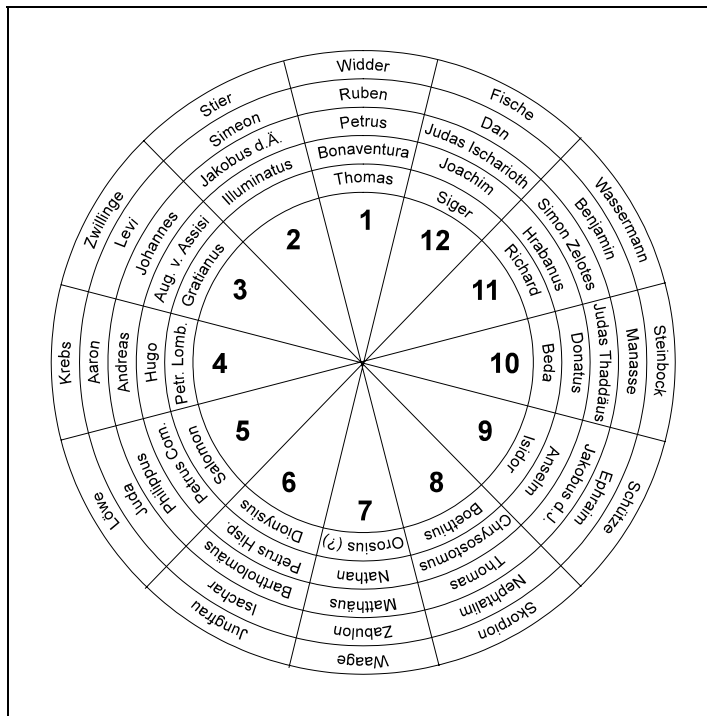 Widder
Ruben
Petrus
Bonaventura
Thomas
1
Stier
Simeon
Jakobus d.Ä.
Illuminatus
2
Zwillinge
Levi
Johannes
Aug. v. Assisi
Gratianus
3
Krebs
Aaron
Andreas
Hugo
Petr. Lomb.
4
Löwe
Juda
Philippus
Petrus Com.
Salomon
5
Jungfrau
Isachar
Bartholomäus
Petrus Hisp.
Dionysius
6
Waage
Zabulon
Matthäus
Nathan
Orosius (?)
7
Skorpion
Nephtalim
Thomas
Chrysostomus
Boethius
8
Schütze
Ephraim
Jakobus d.J.
Anselm
Isidor
9
Steinbock
Manasse
Judas Thaddäus
Donatus
Beda
10
Wassermann
Benjamin
Simon Zelotes
Hrabanus
Richard
11
Fische
Dan
Judas Ischarioth
Joachim
Siger
12